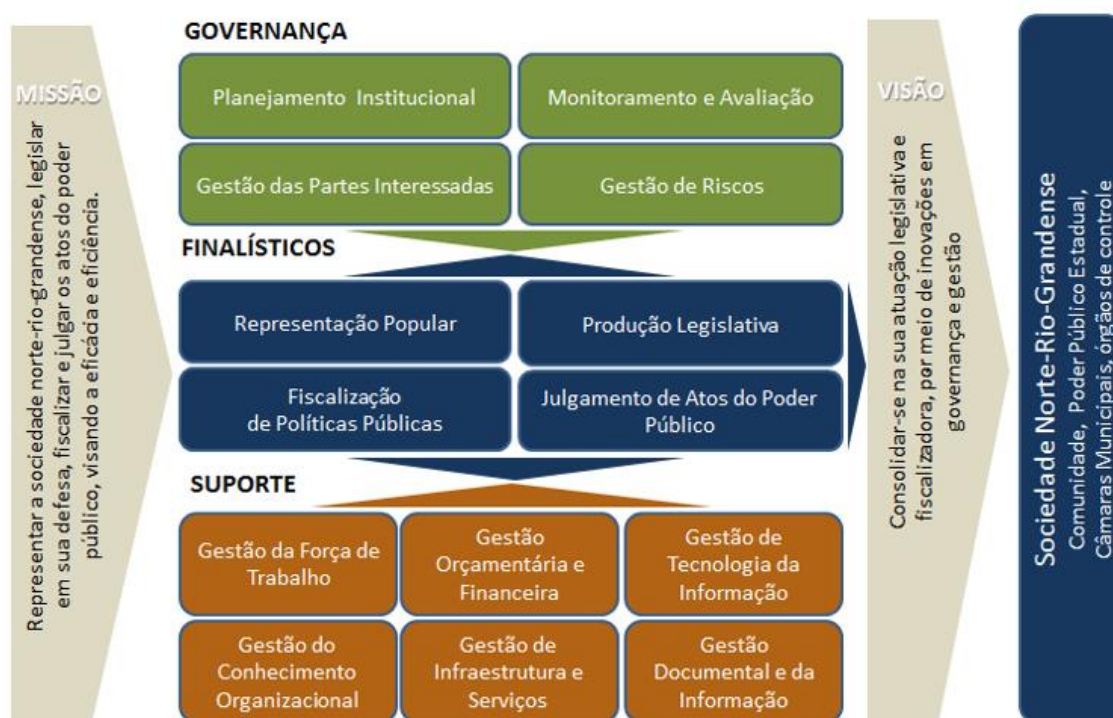 MISSÃO
Representar a sociedade norte-rio-grandense, legislar
em sua defesa, fiscalizar e julgar os atos do poder
público, visando a eficácia e eficiência.
GOVERNANÇA
Planejamento Institucional
Monitoramento e Avaliação
Gestão das Partes Interessadas
Gestão de Riscos
FINALÍSTICOS
Representação Popular
Produção Legislativa
Fiscalização
de Políticas Públicas
Julgamento de Atos do Poder
Público
SUPORTE
Gestão da Força de
Trabalho
Gestão
Orçamentária e
Financeira
Gestão de
Tecnologia da
Informação
Gestão do
Conhecimento
Organizacional
Gestão de
Infraestrutura e
Serviços
Gestão
Documental e da
Informação
VISÃO
Consolidar-se na sua atuação legislativa e
fiscalizadora, por meio de inovações em
governança e gestão
Sociedade Norte-Rio-Grandense
Comunidade, Poder Público Estadual,
Câmaras Municipais, órgãos de controle